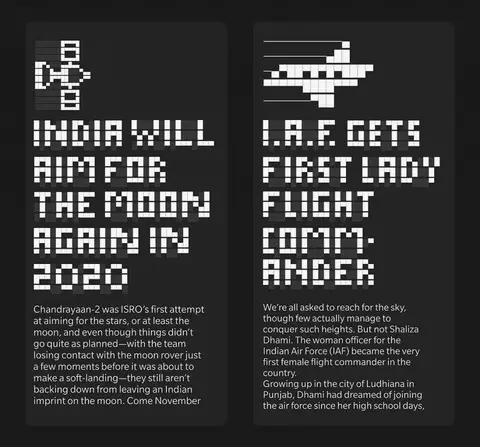 INDIA WILL
AIM FOR
THE MOON
AGAIN IN
2020
Chandrayaan-2 was ISRO's first attempt
at aiming for the stars, or at least the
moon, and even though things didn't
go quite as planned—with the team
losing contact with the moon rover just
a few moments before it was about to
make a soft-landing—they still aren't
backing down from leaving an Indian
imprint on the moon. Come November
I.A.F. GETS
FIRST LADY
FLIGHT
COMM-
ANDER
We're all asked to reach for the sky,
though few actually manage to
conquer such heights. But not Shaliza
Dhami. The woman officer for the
Indian Air Force (IAF) became the very
first female flight commander in the
country.
Growing up in the city of Ludhiana in
Punjab, Dhami had dreamed of joining
the air force since her high school days,